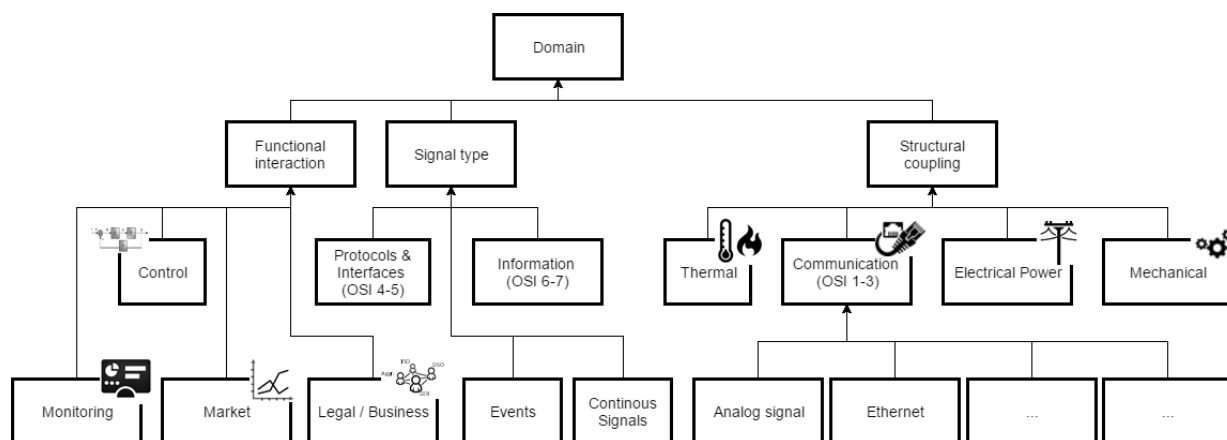 Domain
Functional
interaction
Signal type
Structural
coupling
Control
Protocols &
Interfaces
(OSI 4-5)
Information
(OSI 6-7)
Thermal
Communication
(OSI 1-3)
Electrical Power
Mechanical
Monitoring
Market
Legal / Business
Events
Continous
Signals
Analog signal
Ethernet
...
...